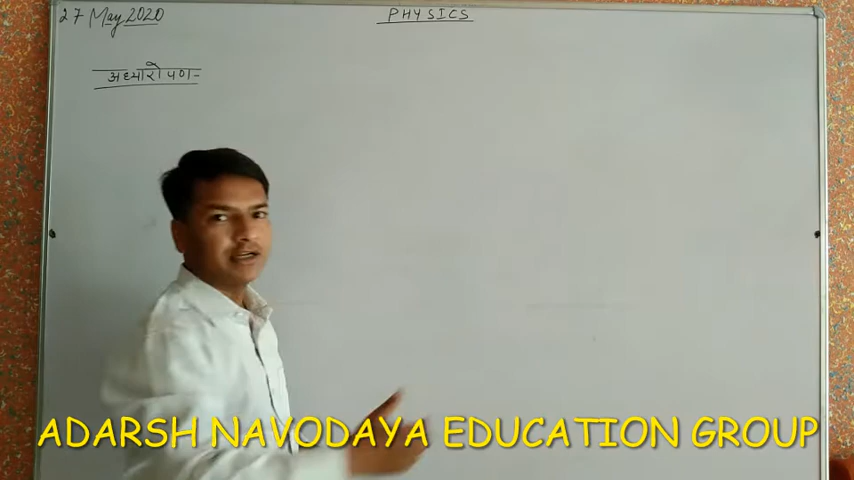 27 May 2020
PHYSICS
अध्यारोपण-
ADARSH NAVODAYA EDUCATION GROUP